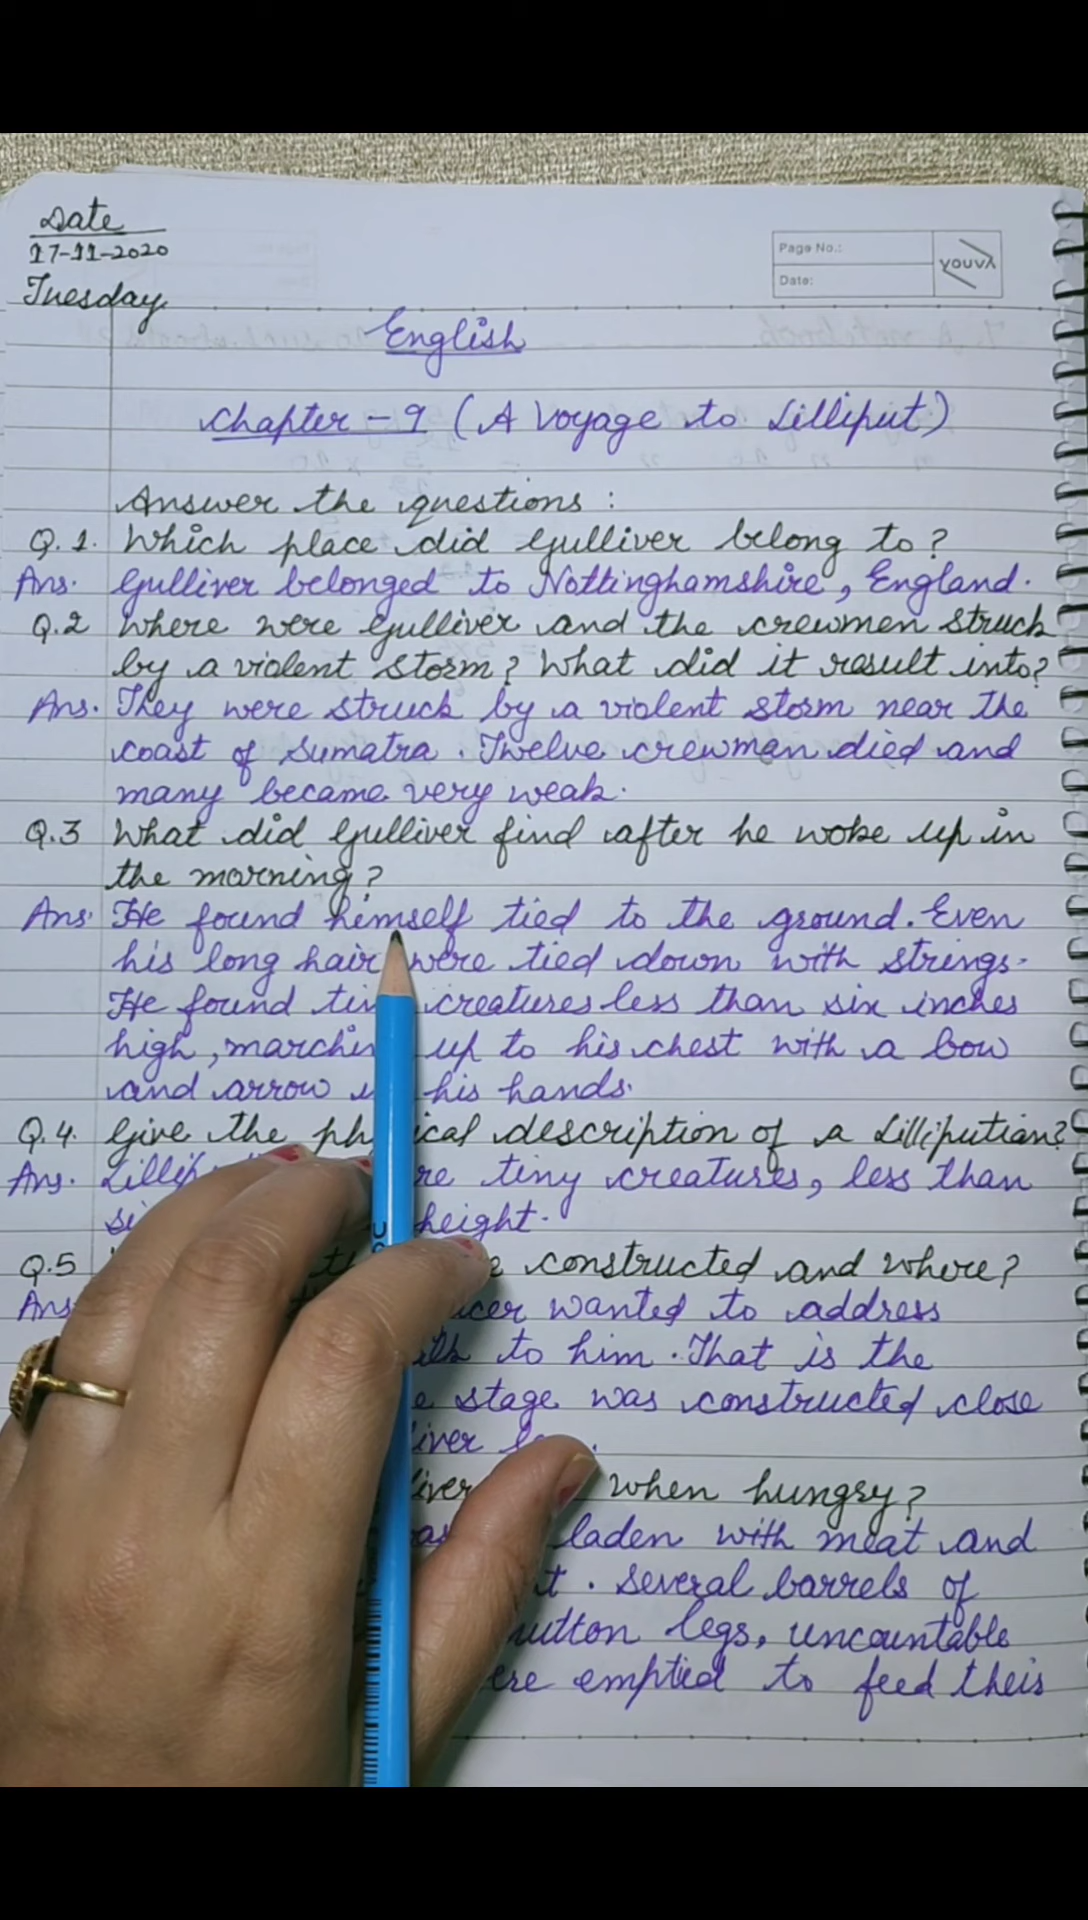 Date
17-11-2020
Tuesday
Page No.:
Date:
YOUVA
English
Chapter - 9 (A Voyage to Lilliput)
Answer the questions :
Q.1. Which place did Gulliver belong to?
Ans. Gulliver belonged to Nottinghamshire, England.
Q.2 Where were Gulliver and the crewmen struck
by a violent storm? What did it result into?
Ans. They were struck by a violent storm near the
coast of Sumatra. Twelve crewman died and
many became very weak.
Q.3 What did Gulliver find after he woke up in
the morning?
Ans. He found himself tied to the ground. Even
his long hair were tied down with strings.
He found creatures less than six inches
high, up to his chest with a bow
and arrow his hands.
Q.4. Give the description of a Lilliputian?
Ans. tiny creatures, less than
height.
Q.5 constructed and where?
Ans wanted to address
to him. That is the
stage was constructed close
when hungry?
laden with meat and
. Several barrels of
legs, uncountable
emptied to feed theis